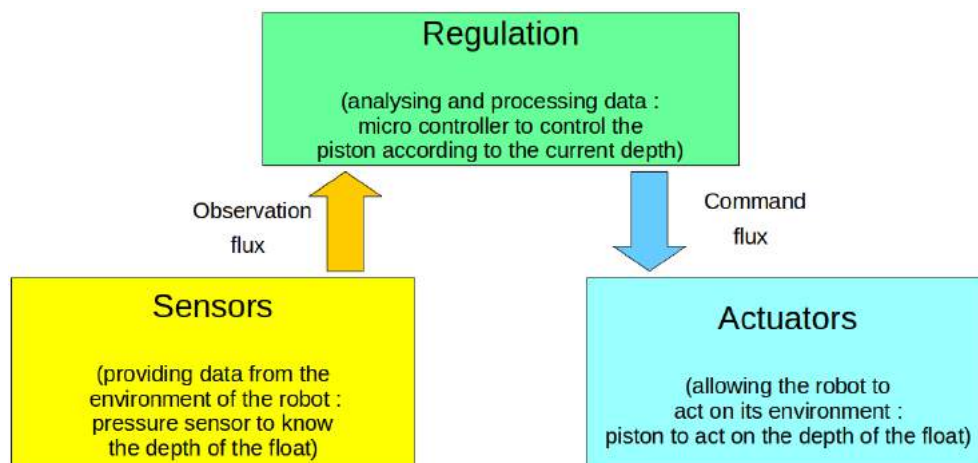 Regulation
(analysing and processing data :
micro controller to control the
piston according to the current depth)
Observation
flux
Command
flux
Sensors
(providing data from the
environment of the robot :
pressure sensor to know
the depth of the float)
Actuators
(allowing the robot to
act on its environment :
piston to act on the depth of the float)